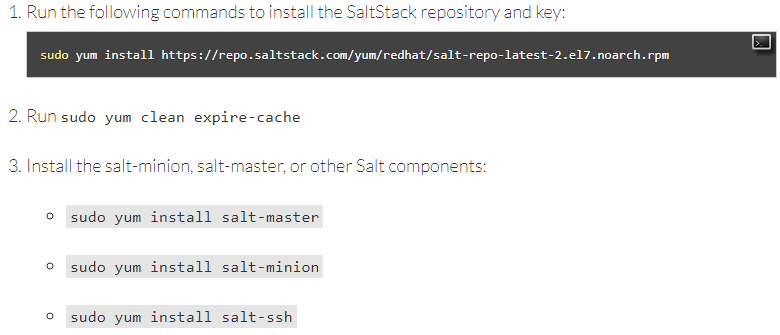 1. Run the following commands to install the SaltStack repository and key:
sudo yum install https://repo.saltstack.com/yum/redhat/salt-repo-latest-2.el7.noarch.rpm
2. Run sudo yum clean expire-cache
3. Install the salt-minion, salt-master, or other Salt components:
sudo yum install salt-master
sudo yum install salt-minion
sudo yum install salt-ssh